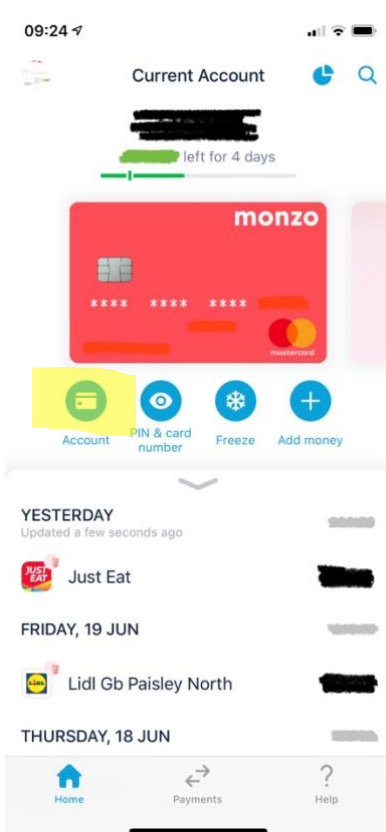 09:24
Current Account
left for 4 days
monzo
**** **** ****
mastercard
Account
PIN & card
number
Freeze
Add money
YESTERDAY
Updated a few seconds ago
JUST
EAT
Just Eat
FRIDAY, 19 JUN
LIDL
Lidl Gb Paisley North
THURSDAY, 18 JUN
Home
Payments
?
Help